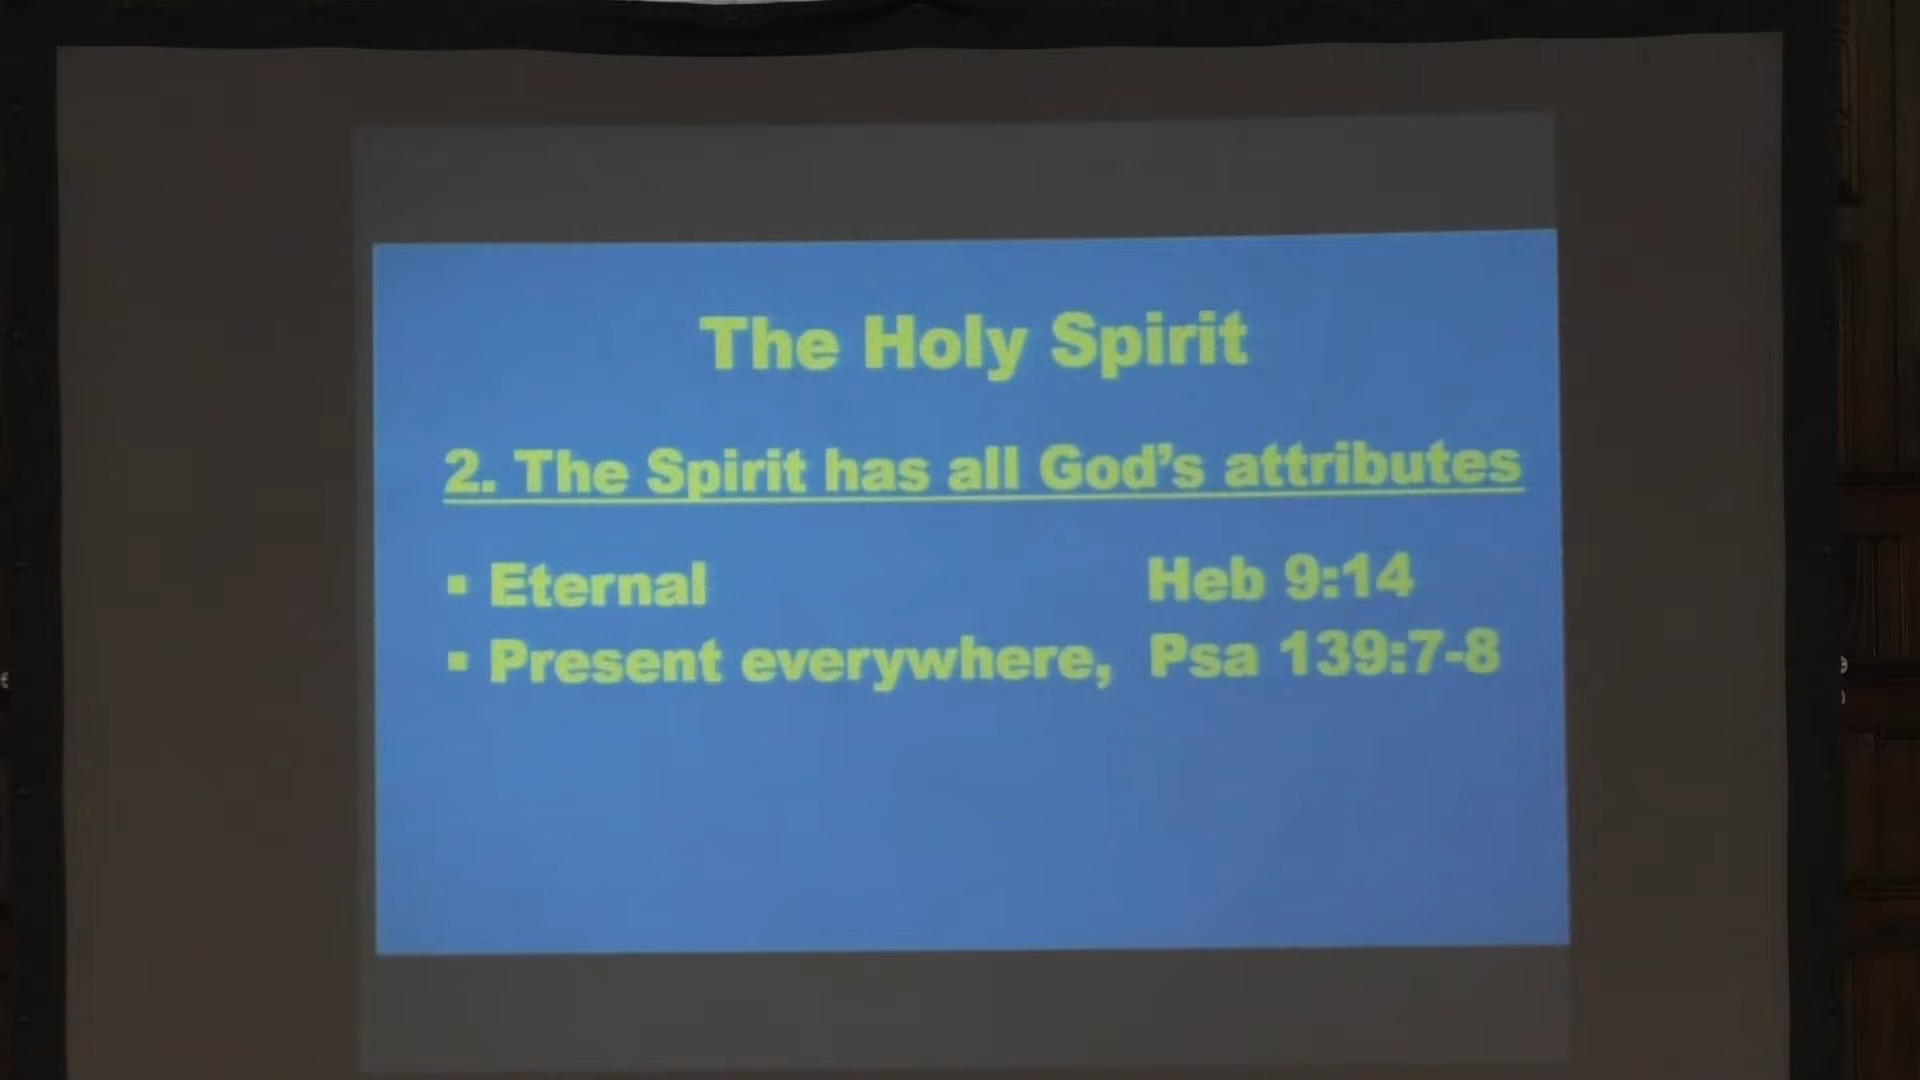 The Holy Spirit
2. The Spirit has all God's attributes
▪ Eternal Heb 9:14
▪ Present everywhere, Psa 139:7-8